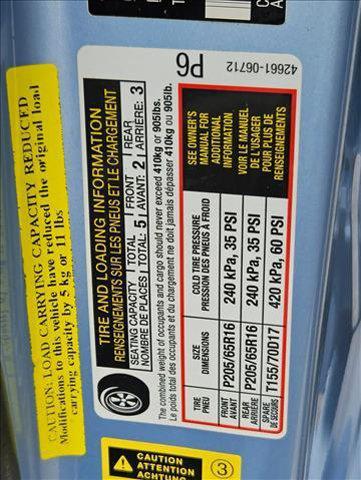 CAUTION: LOAD CARRYING CAPACITY REDUCED
Modifications to this vehicle have reduced the original load
carrying capacity by 5 kg or 11 lbs
P6
42661-06712
TIRE AND LOADING INFORMATION
RENSEIGNEMENTS SUR LES PNEUS ET LE CHARGEMENT
SEATING CAPACITY | TOTAL: 5 | FRONT: 2 | REAR: 3
NOMBRE DE PLACES | TOTAL: 5 | AVANT: 2 | ARRIÈRE: 3
The combined weight of occupants and cargo should never exceed 410kg or 905lbs.
Le poids total des occupants et du chargement ne doit jamais dépasser 410kg ou 905lb.
TIRE
PNEU
SIZE
DIMENSIONS
COLD TIRE PRESSURE
PRESSION DES PNEUS À FROID
FRONT
AVANT
P205/65R16
240 kPa, 35 PSI
REAR
ARRIÈRE
P205/65R16
240 kPa, 35 PSI
SPARE
DE SECOURS
T155/70D17
420 kPa, 60 PSI
SEE OWNER'S
MANUAL FOR
ADDITIONAL
INFORMATION
VOIR LE MANUEL
DE L'USAGER
POUR PLUS DE
RENSEIGNEMENTS
CAUTION
ATTENTION
ACHTUNG
3